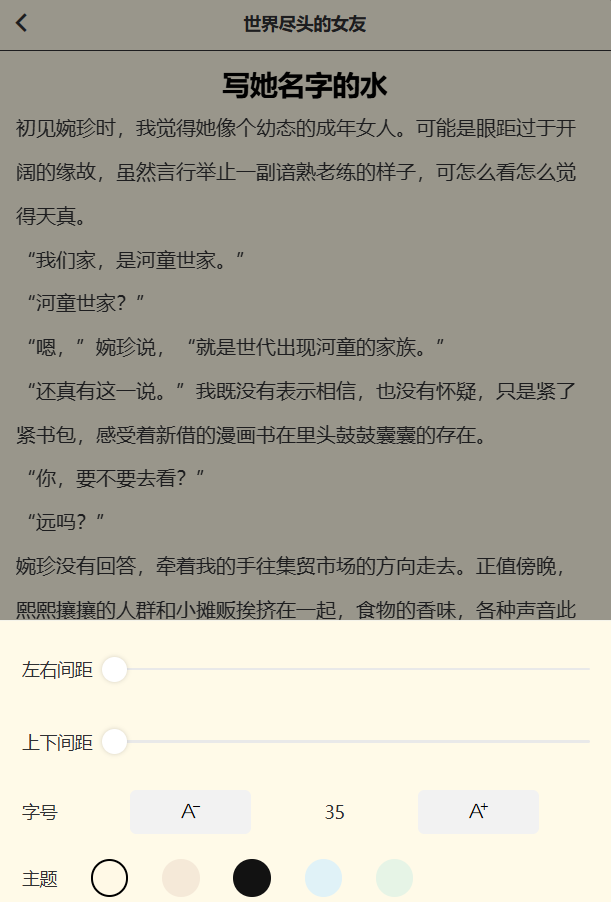 世界尽头的女友
写她名字的水
初见婉珍时，我觉得她像个幼态的成年女人。可能是眼距过于开
阔的缘故，虽然言行举止一副谙熟老练的样子，可怎么看怎么觉
得天真。
“我们家，是河童世家。”
“河童世家？”
“嗯，”婉珍说，“就是世代出现河童的家族。”
“还真有这一说。”我既没有表示相信，也没有怀疑，只是紧了
紧书包，感受着新借的漫画书在里头鼓鼓囊囊的存在。
“你，要不要去看？”
“远吗？”
婉珍没有回答，牵着我的手往集贸市场的方向走去。正值傍晚，
熙熙攘攘的人群和小摊贩挨挤在一起，食物的香味，各种声音此
左右间距
上下间距
字号 A⁻ 35 A⁺
主题